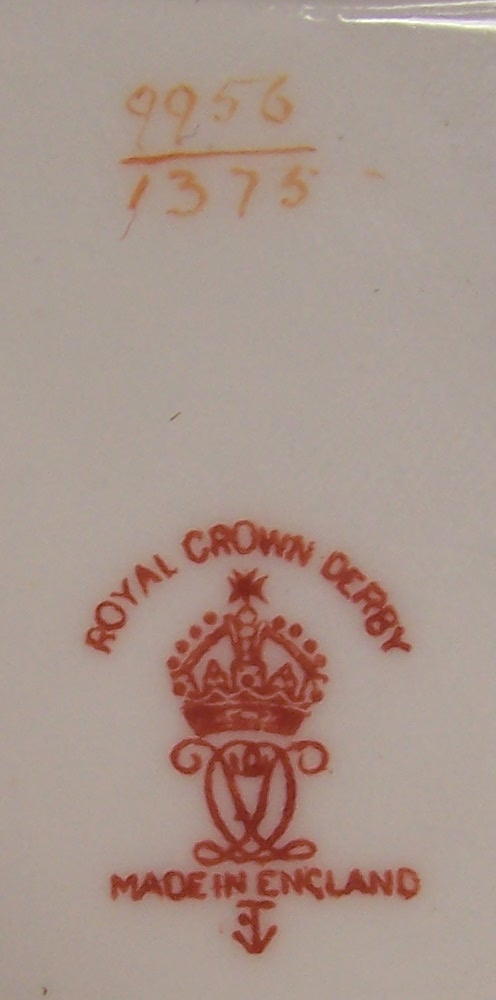 9956
1375
ROYAL CROWN DERBY
MADE IN ENGLAND